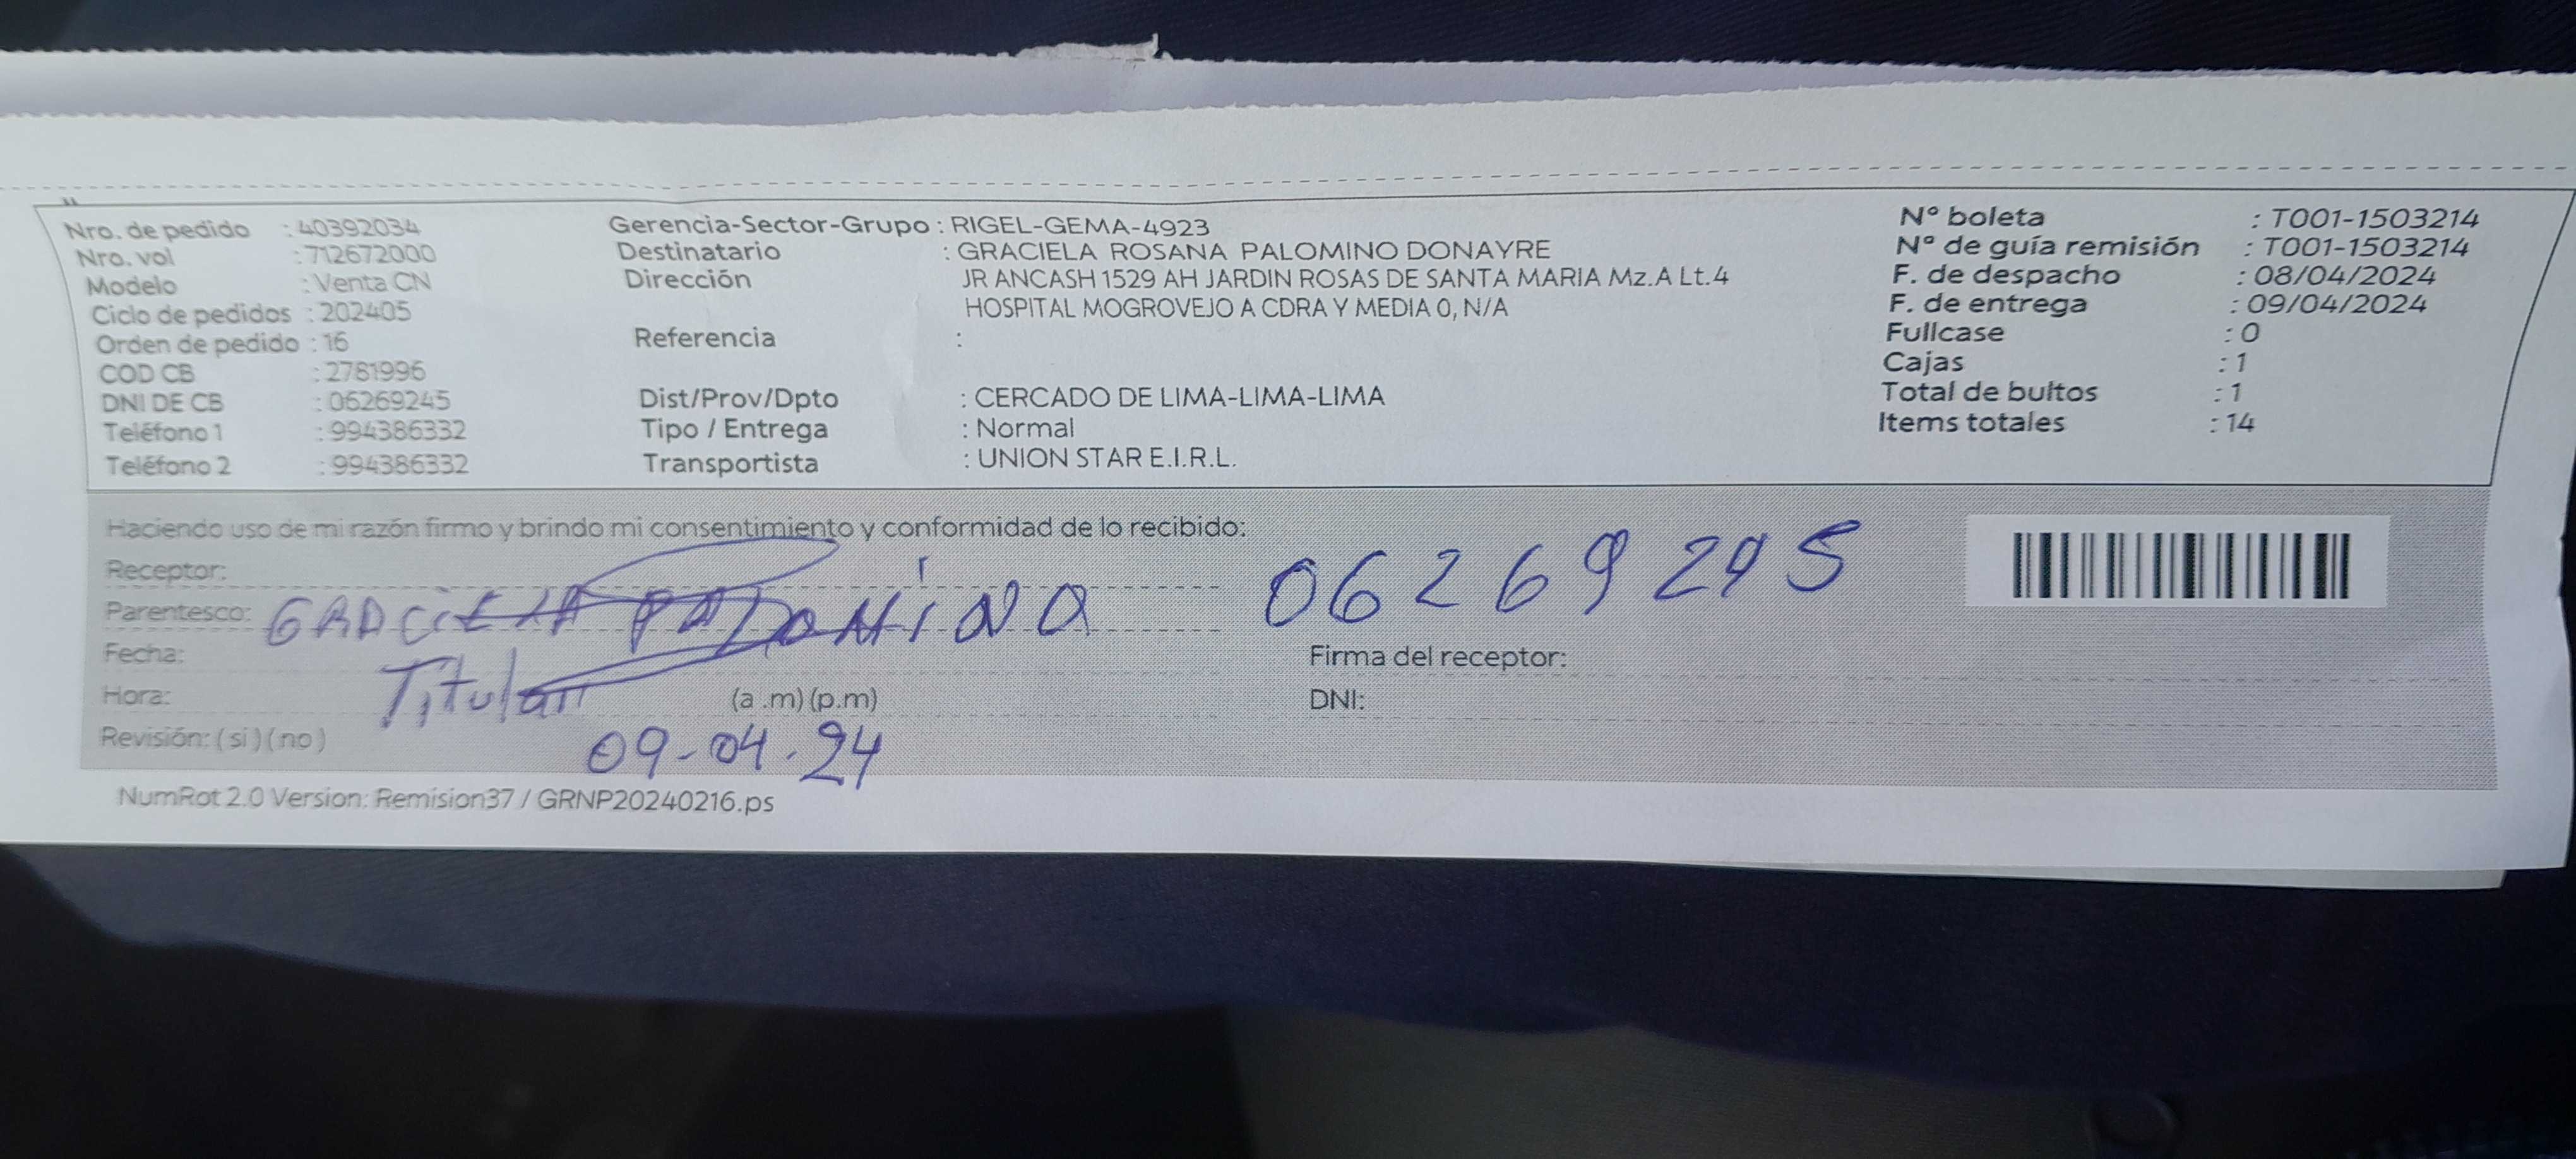 Nro. de pedido : 40392034
Nro. vol : 712672000
Modelo : Venta CN
Ciclo de pedidos : 202405
Orden de pedido : 16
COD CB : 2781996
DNI DE CB : 06269245
Teléfono 1 : 994386332
Teléfono 2 : 994386332
Gerencia-Sector-Grupo : RIGEL-GEMA-4923
Destinatario : GRACIELA ROSANA PALOMINO DONAYRE
Dirección JR ANCASH 1529 AH JARDIN ROSAS DE SANTA MARIA Mz.A Lt.4
HOSPITAL MOGROVEJO A CDRA Y MEDIA 0, N/A
Referencia :
Dist/Prov/Dpto : CERCADO DE LIMA-LIMA-LIMA
Tipo / Entrega : Normal
Transportista : UNION STAR E.I.R.L.
N° boleta : T001-1503214
N° de guía remisión : T001-1503214
F. de despacho : 08/04/2024
F. de entrega : 09/04/2024
Fullcase : 0
Cajas : 1
Total de bultos : 1
Items totales : 14
Haciendo uso de mi razón firmo y brindo mi consentimiento y conformidad de lo recibido:
Receptor:
Parentesco: GRACIELA PALOMINO 06269245
Fecha: Titular
Hora: (a .m) (p.m)
Revisión: ( si ) ( no ) 09-04-24
Firma del receptor:
DNI:
NumRot 2.0 Version: Remision37 / GRNP20240216.ps